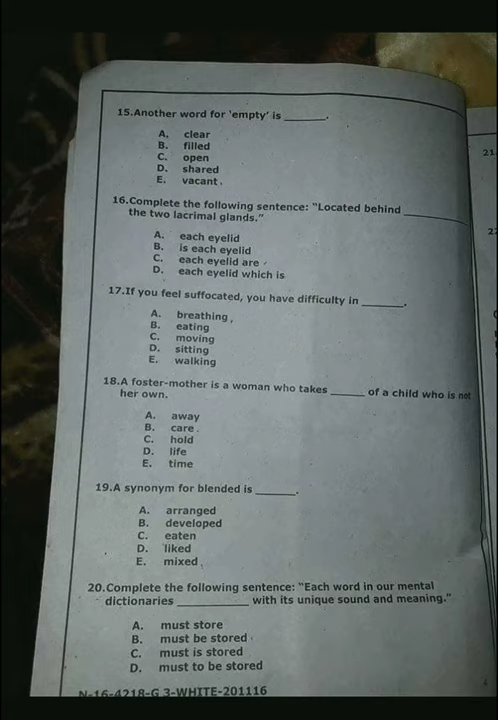 15.Another word for 'empty' is ______.
A. clear
B. filled
C. open
D. shared
E. vacant
16.Complete the following sentence: "Located behind ______
the two lacrimal glands."
A. each eyelid
B. is each eyelid
C. each eyelid are
D. each eyelid which is
17.If you feel suffocated, you have difficulty in ______.
A. breathing
B. eating
C. moving
D. sitting
E. walking
18.A foster-mother is a woman who takes ______ of a child who is not
her own.
A. away
B. care
C. hold
D. life
E. time
19.A synonym for blended is ______.
A. arranged
B. developed
C. eaten
D. liked
E. mixed
20.Complete the following sentence: "Each word in our mental
dictionaries ______ with its unique sound and meaning."
A. must store
B. must be stored
C. must is stored
D. must to be stored
N-16-4218-G 3-WHITE-201116
21